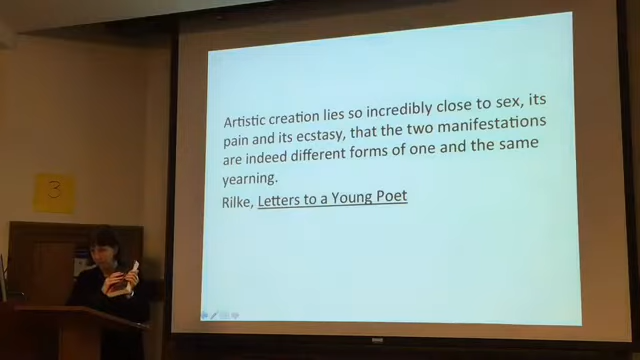 Artistic creation lies so incredibly close to sex, its
pain and its ecstasy, that the two manifestations
are indeed different forms of one and the same
yearning.
Rilke, Letters to a Young Poet
3